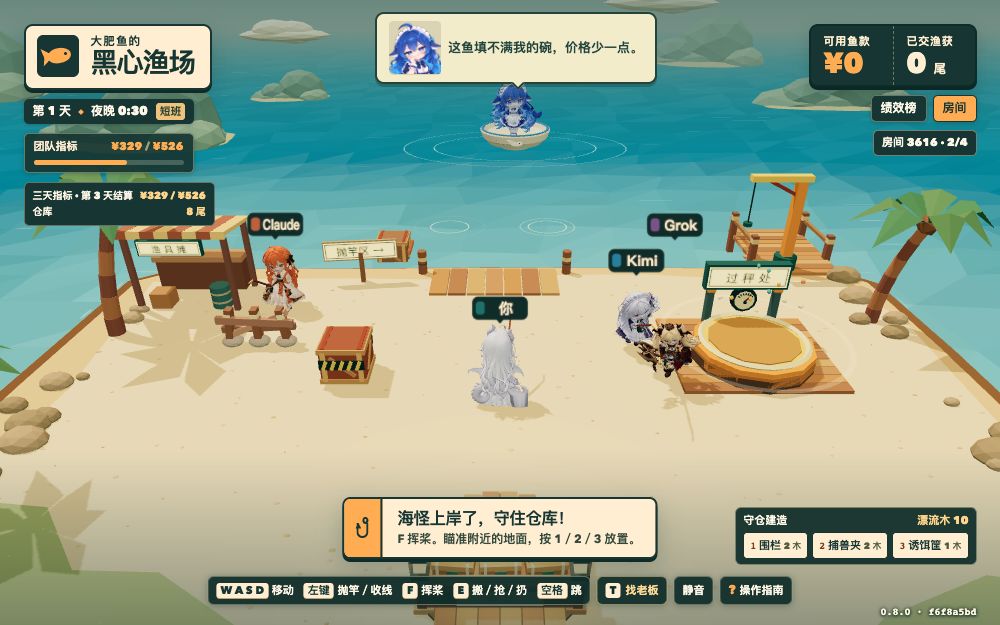 大肥鱼的
黑心渔场
第 1 天 • 夜晚 0:30 短班
团队指标 ¥329 / ¥526
三天指标 • 第 3 天结算 ¥329 / ¥526
仓库 8 尾
这鱼填不满我的碗，价格少一点。
可用鱼款 已交渔获
¥0 0 尾
绩效榜 房间
房间 3616 · 2/4
渔具摊
Claude
抛竿区 →
你
Grok
Kimi
过秤处
海怪上岸了，守住仓库！
F 挥桨。瞄准附近的地面，按 1 / 2 / 3 放置。
守仓建造 漂流木 10
1 围栏 2 木 2 捕兽夹 2 木 3 诱饵筐 1 木
WASD 移动 左键 抛竿 / 收线 F 挥桨 E 搬 / 抢 / 扔 空格 跳 T 找老板 静音 ? 操作指南
0.8.0 · f6f8a5bd